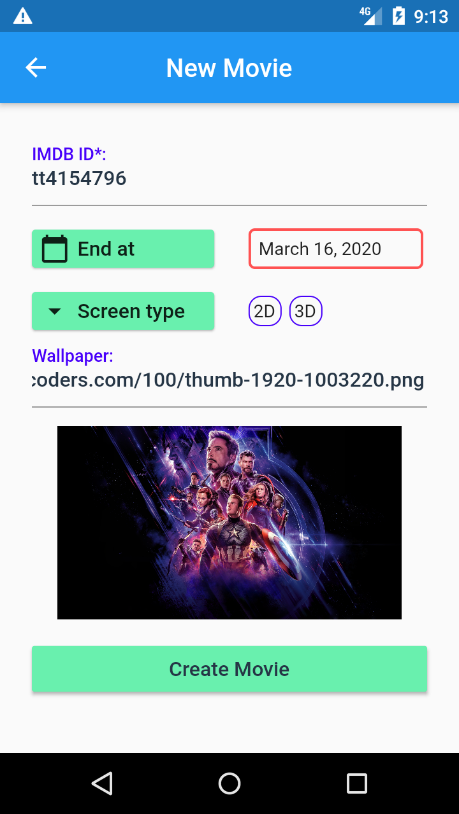 4G 9:13
New Movie
IMDB ID*:
tt4154796
End at
March 16, 2020
Screen type
2D 3D
Wallpaper:
coders.com/100/thumb-1920-1003220.png
Create Movie